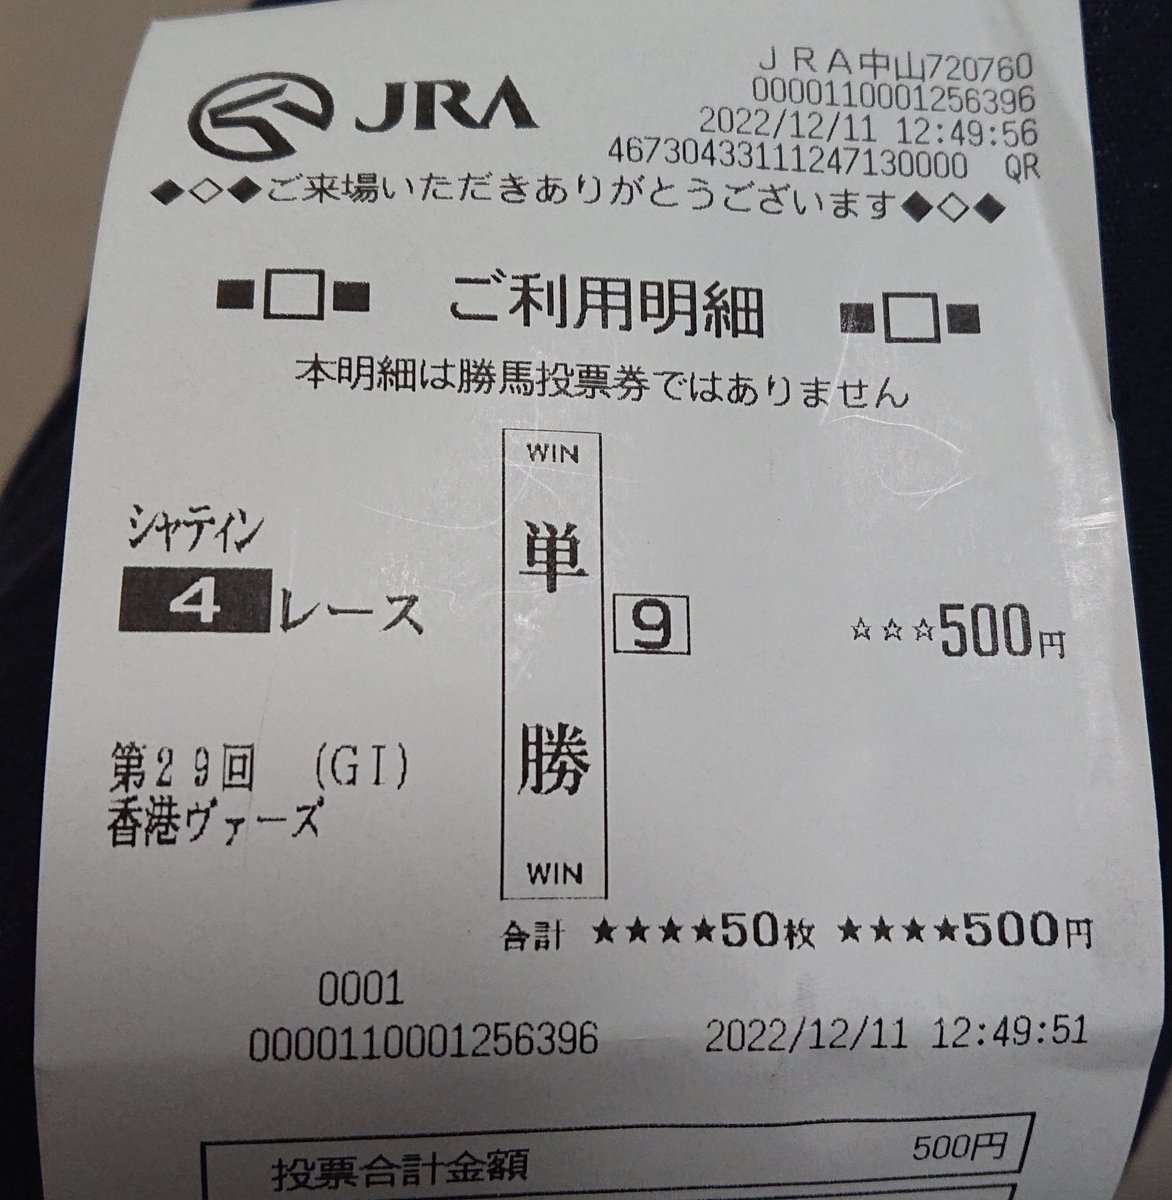 JRA
JRA中山720760
0000110001256396
2022/12/11 12:49:56
46730433111247130000 QR
◆◇◆ご来場いただきありがとうございます◆◇◆
■□■ ご利用明細 ■□■
本明細は勝馬投票券ではありません
シャティン
4レース
第29回 (GI)
香港ヴァーズ
WIN
単勝
WIN
9
☆☆☆500円
合計 ★★★★50枚 ★★★★500円
0001
0000110001256396 2022/12/11 12:49:51
投票合計金額 500円